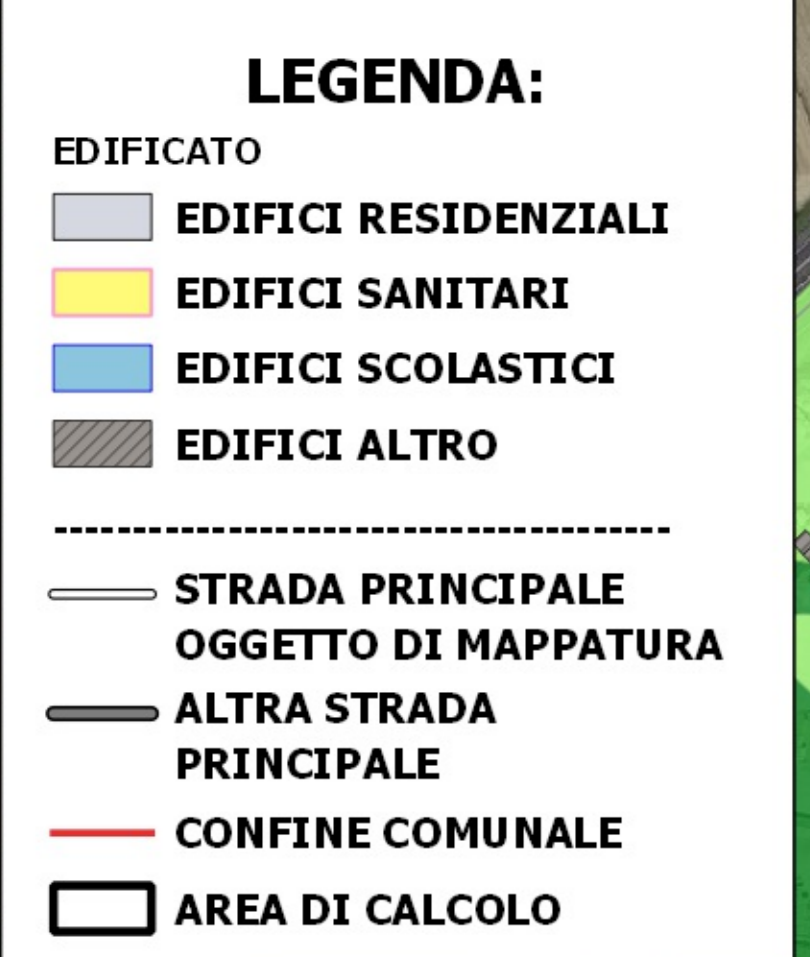 LEGENDA:
EDIFICATO
EDIFICI RESIDENZIALI
EDIFICI SANITARI
EDIFICI SCOLASTICI
EDIFICI ALTRO
---------------------------------------
STRADA PRINCIPALE
OGGETTO DI MAPPATURA
ALTRA STRADA
PRINCIPALE
CONFINE COMUNALE
AREA DI CALCOLO